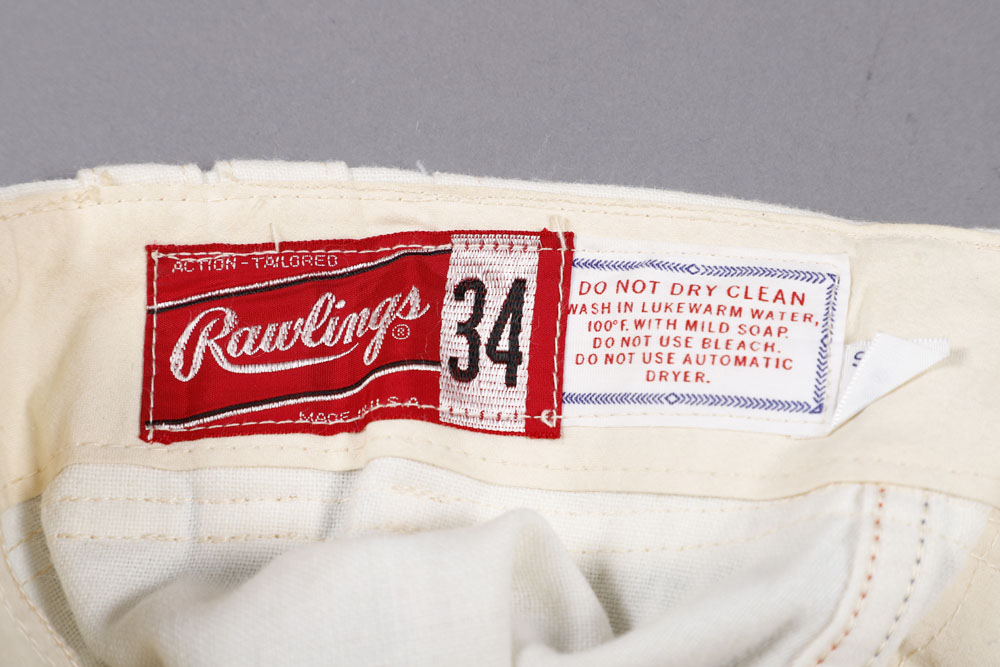 ACTION-TAILORED
Rawlings®
34
MADE IN U.S.A.
DO NOT DRY CLEAN
WASH IN LUKEWARM WATER,
100°F. WITH MILD SOAP.
DO NOT USE BLEACH.
DO NOT USE AUTOMATIC
DRYER.